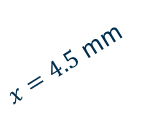 x = 4.5 mm